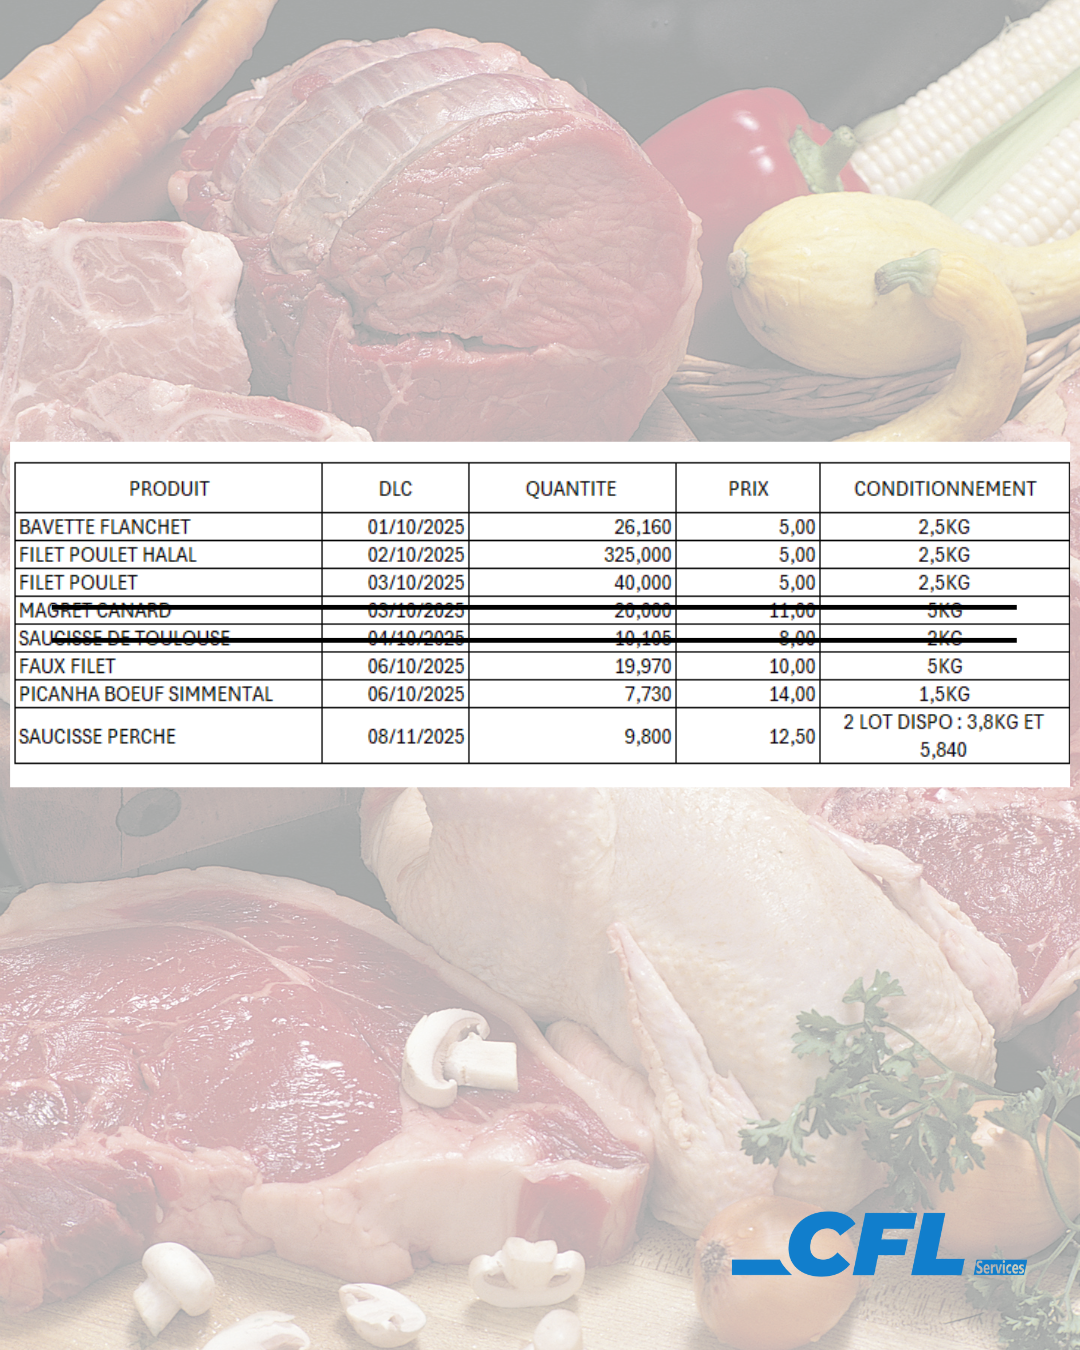 PRODUIT DLC QUANTITE PRIX CONDITIONNEMENT
BAVETTE FLANCHET 01/10/2025 26,160 5,00 2,5KG
FILET POULET HALAL 02/10/2025 325,000 5,00 2,5KG
FILET POULET 03/10/2025 40,000 5,00 2,5KG
MAGRET CANARD 03/10/2025 20,000 11,00 5KG
SAUCISSE DE TOULOUSE 04/10/2025 10,105 8,00 2KG
FAUX FILET 06/10/2025 19,970 10,00 5KG
PICANHA BOEUF SIMMENTAL 06/10/2025 7,730 14,00 1,5KG
SAUCISSE PERCHE 08/11/2025 9,800 12,50 2 LOT DISPO : 3,8KG ET
5,840
CFL Services